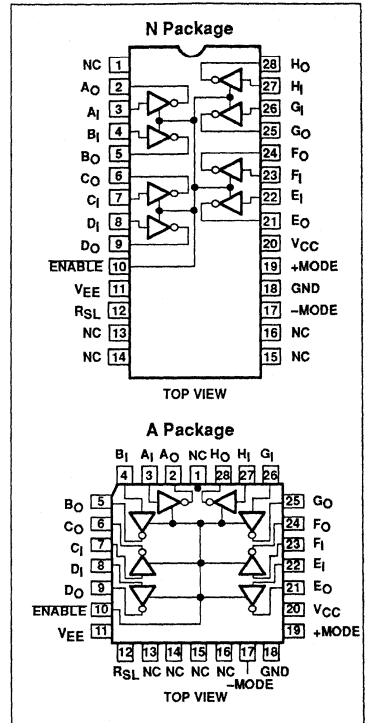 N Package
NC 1 28 HO
AO 2 27 HI
AI 3 26 GI
BI 4 25 GO
BO 5 24 FO
CO 6 23 FI
CI 7 22 EI
DI 8 21 EO
DO 9 20 VCC
ENABLE 10 19 +MODE
VEE 11 18 GND
RSL 12 17 –MODE
NC 13 16 NC
NC 14 15 NC
TOP VIEW
A Package
BI AI AO NC HO HI GI
4 3 2 1 28 27 26
BO 5 25 GO
CO 6 24 FO
CI 7 23 FI
DI 8 22 EI
DO 9 21 EO
ENABLE 10 20 VCC
VEE 11 19 +MODE
12 13 14 15 16 17 18
RSL NC NC NC NC GND
–MODE
TOP VIEW